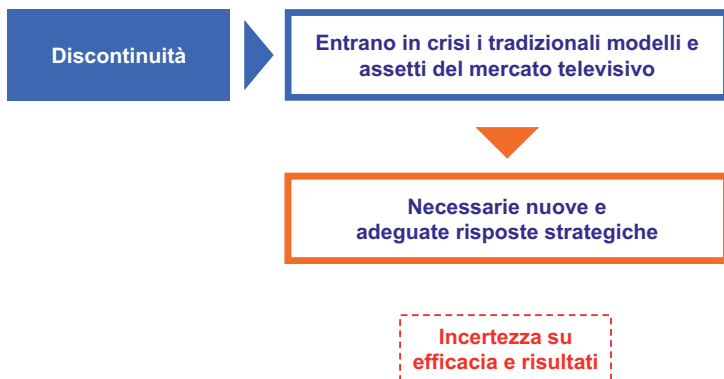 Discontinuità
Entrano in crisi i tradizionali modelli e
assetti del mercato televisivo
Necessarie nuove e
adeguate risposte strategiche
Incertezza su
efficacia e risultati